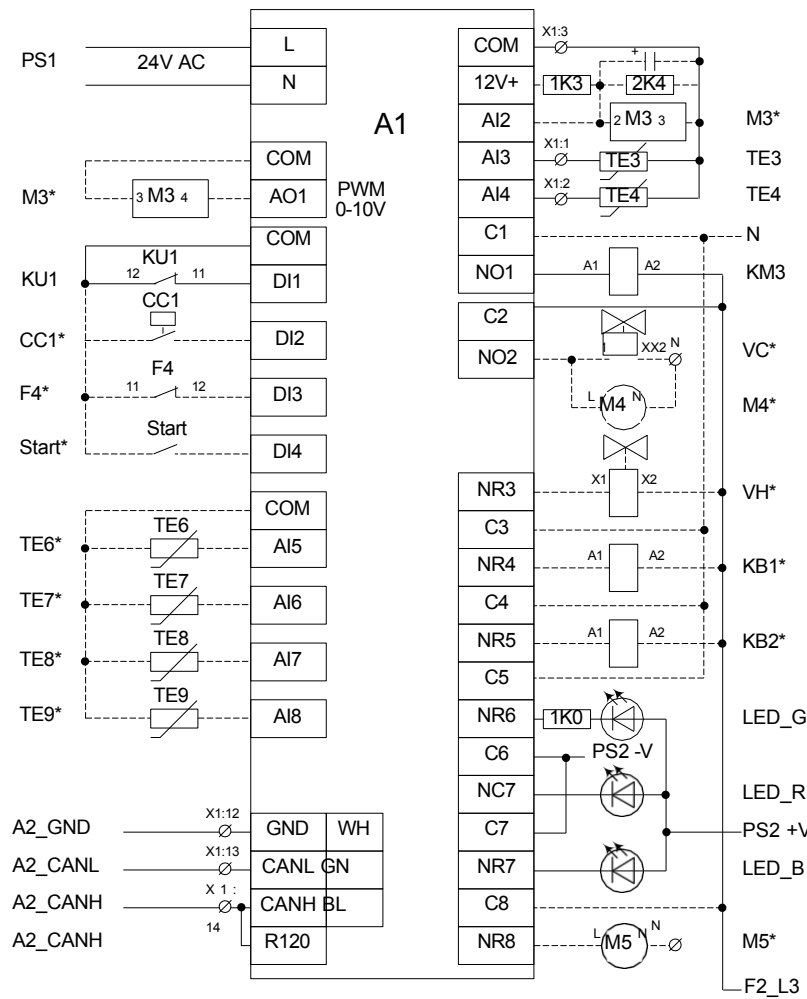 L
COM
X1:3
+
PS1
24V AC
N
12V+
1K3
2K4
A1
AI2
2 M3 3
M3*
COM
AI3
X1:1
TE3
TE3
M3*
3 M3 4
AO1
PWM
0-10V
AI4
X1:2
TE4
TE4
COM
C1
N
KU1
12
KU1
11
DI1
NO1
A1
A2
KM3
CC1
C2
CC1*
DI2
NO2
XX2
N
VC*
F4
F4*
11
12
DI3
L
M4
N
M4*
Start
Start*
DI4
NR3
X1
X2
VH*
COM
C3
TE6
TE6*
AI5
NR4
A1
A2
KB1*
TE7
TE7*
AI6
C4
TE8
TE8*
AI7
NR5
A1
A2
KB2*
C5
TE9
TE9*
AI8
NR6
1K0
LED_G
C6
PS2 -V
NC7
LED_R
A2_GND
X1:12
GND
WH
C7
PS2 +V
A2_CANL
X1:13
CANL GN
NR7
LED_B
A2_CANH
X 1 :
14
CANH BL
C8
A2_CANH
R120
NR8
L
M5
N
N
M5*
F2_L3